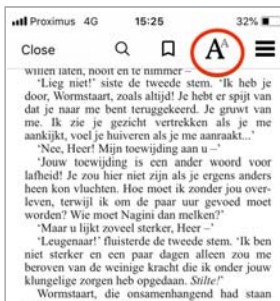 Proximus 4G 15:25 32%
Close AA
willen laten, nooit en te nimmer –'
'Lieg niet!' siste de tweede stem. 'Ik heb je
door, Wormstaart, zoals altijd! Je hebt er spijt van
dat je naar me bent teruggekeerd. Je gruwt van
me. Ik zie je gezicht vertrekken als je me
aankijkt, voel je huiveren als je me aanraakt...'
'Nee, Heer! Mijn toewijding aan u –'
'Jouw toewijding is een ander woord voor
lafheid! Je zou hier niet zijn als je ergens anders
heen kon vluchten. Hoe moet ik zonder jou over-
leven, terwijl ik om de paar uur gevoed moet
worden? Wie moet Nagini dan melken?'
'Maar u lijkt zoveel sterker, Heer –'
'Leugenaar!' fluisterde de tweede stem. 'Ik ben
niet sterker en een paar dagen alleen zou me
beroven van de weinige kracht die ik onder jouw
klungelige zorgen heb opgedaan. Stilte!'
Wormstaart, die onsamenhangend had staan